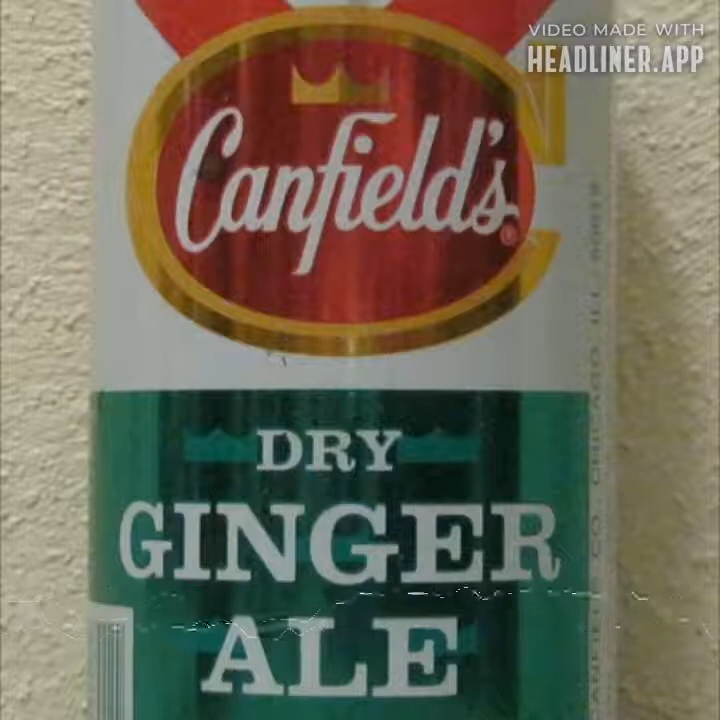 VIDEO MADE WITH
HEADLINER.APP
Canfield's®
DRY
GINGER
ALE